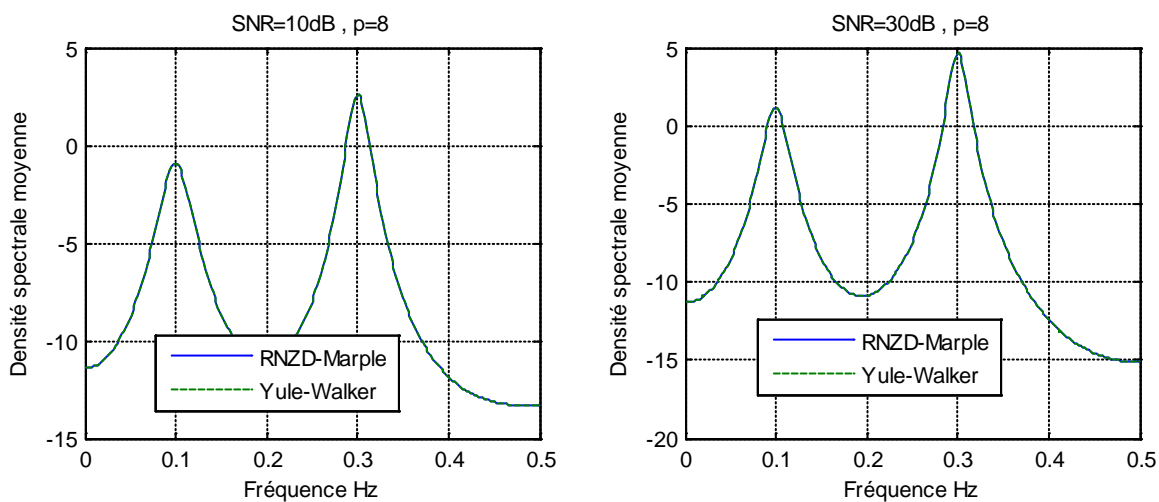 SNR=10dB , p=8
Densité spectrale moyenne
5
0
-5
-10
-15
RNZD-Marple
Yule-Walker
0 0.1 0.2 0.3 0.4 0.5
Fréquence Hz
SNR=30dB , p=8
Densité spectrale moyenne
5
0
-5
-10
-15
-20
RNZD-Marple
Yule-Walker
0 0.1 0.2 0.3 0.4 0.5
Fréquence Hz